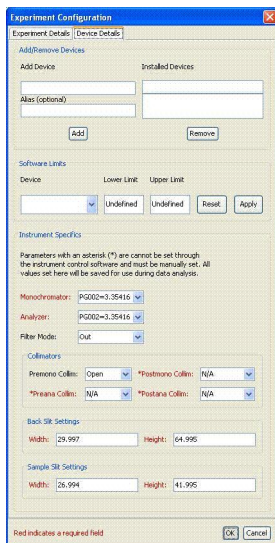 Experiment Configuration
Experiment Details Device Details
Add/Remove Devices
Add Device Installed Devices
Alias (optional)
Add Remove
Software Limits
Device Lower Limit Upper Limit
Undefined Undefined Reset Apply
Instrument Specifics
Parameters with an asterisk (*) are cannot be set through
the instrument control software and must be manually set. All
values set here will be saved for use during data analysis.
Monochromator: PG002=3.35416
Analyzer: PG002=3.35416
Filter Mode: Out
Collimators
Premono Collim: Open *Postmono Collim: N/A
*Preana Collim: N/A *Postana Collim: N/A
Back Slit Settings
Width: 29.997 Height: 64.995
Sample Slit Settings
Width: 26.994 Height: 41.995
Red indicates a required field OK Cancel